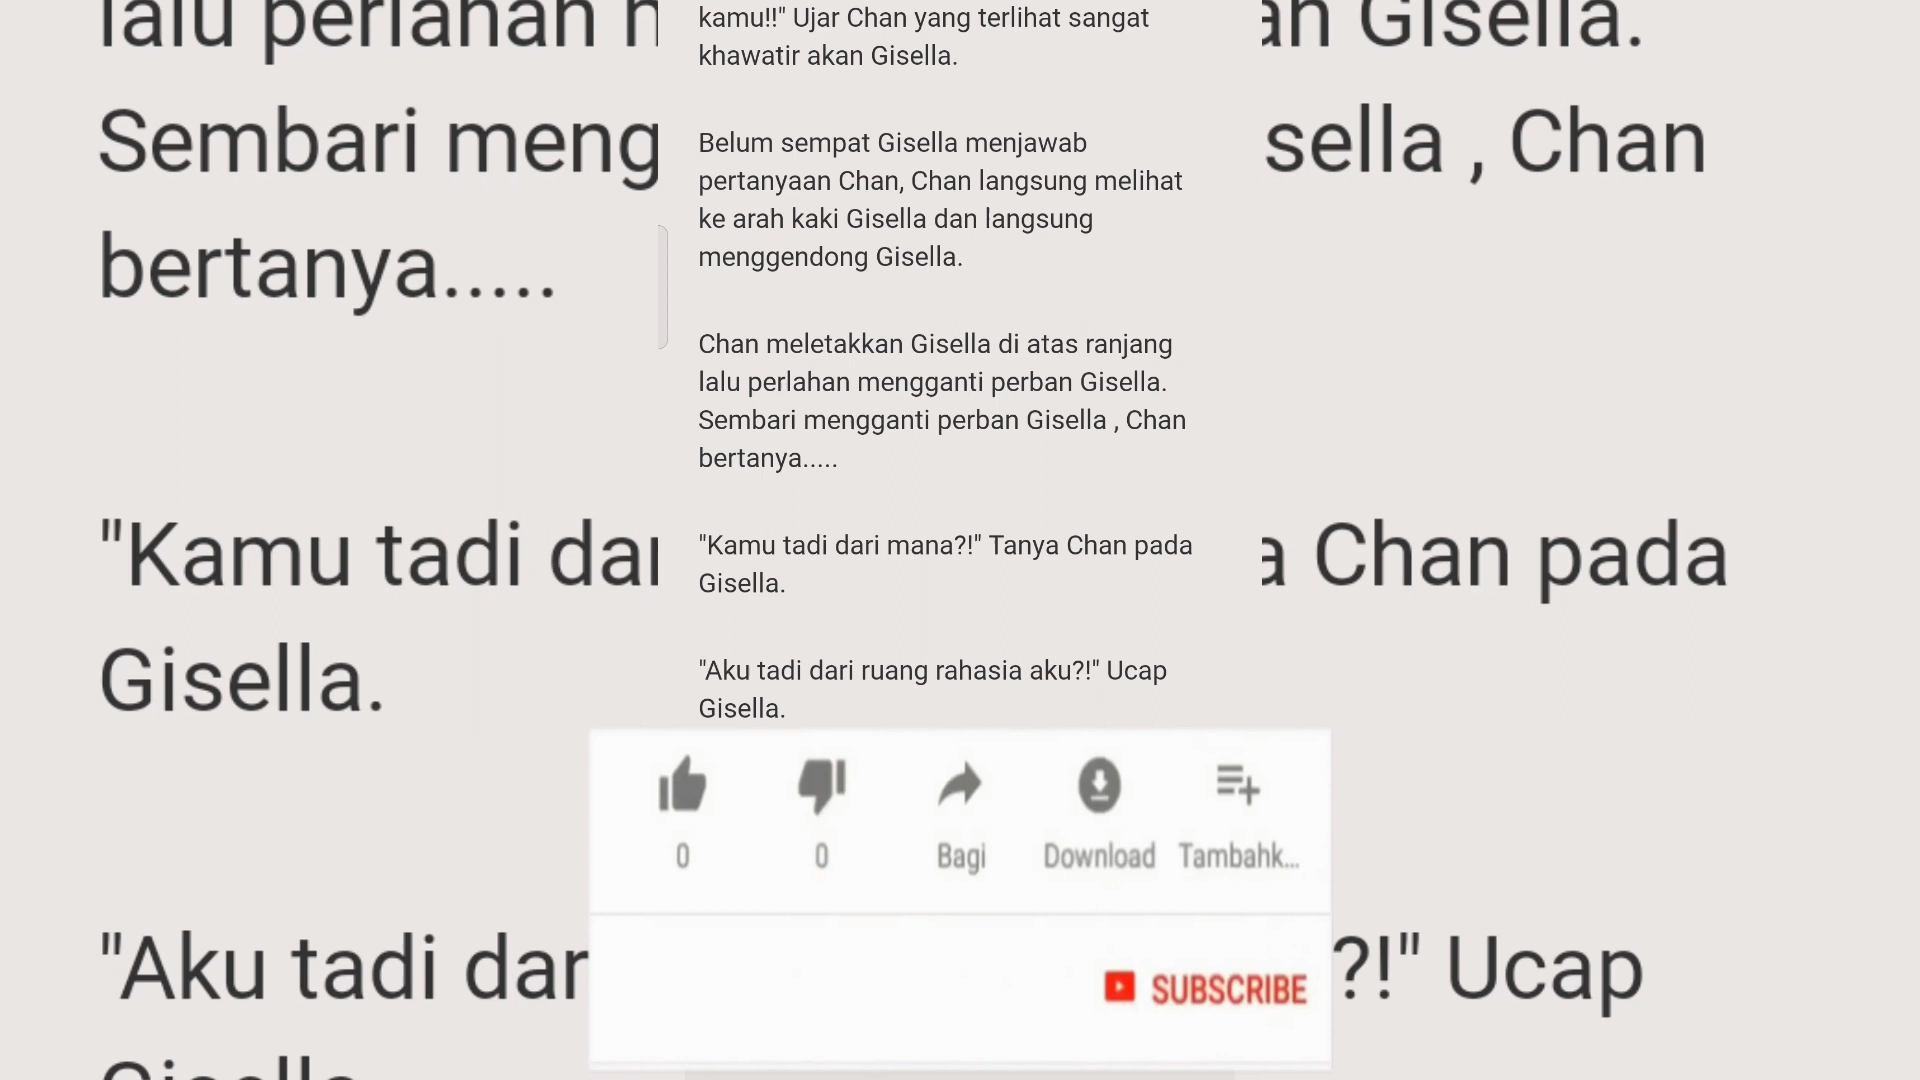 kamu!!" Ujar Chan yang terlihat sangat
khawatir akan Gisella.
Belum sempat Gisella menjawab
pertanyaan Chan, Chan langsung melihat
ke arah kaki Gisella dan langsung
menggendong Gisella.
Chan meletakkan Gisella di atas ranjang
lalu perlahan mengganti perban Gisella.
Sembari mengganti perban Gisella , Chan
bertanya.....
"Kamu tadi dari mana?!" Tanya Chan pada
Gisella.
"Aku tadi dari ruang rahasia aku?!" Ucap
Gisella.
0 0 Bagi Download Tambahk...
SUBSCRIBE
lalu perlahan
Gisella.
Sembari meng
sella , Chan
bertanya.....
"Kamu tadi dar
a Chan pada
Gisella.
"Aku tadi dar
?!" Ucap
Gisella.